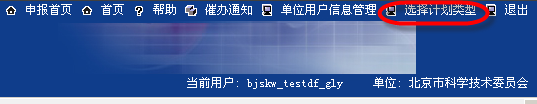 申报首页 首页 帮助 催办通知 单位用户信息管理 选择计划类型 退出
当前用户: bjskw_testdf_gly 单位: 北京市科学技术委员会